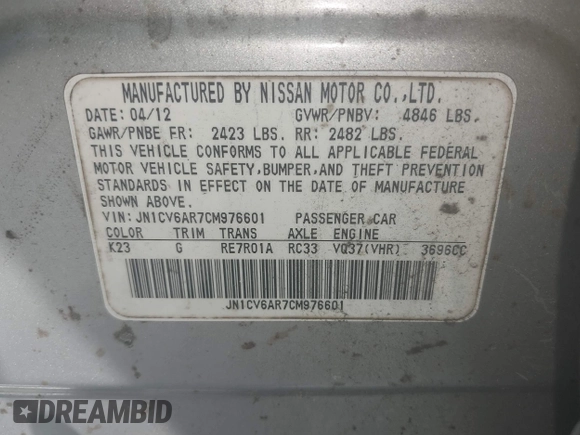 MANUFACTURED BY NISSAN MOTOR CO.,LTD.
DATE: 04/12 GVWR/PNBV: 4846 LBS.
GAWR/PNBE FR: 2423 LBS. RR: 2482 LBS.
THIS VEHICLE CONFORMS TO ALL APPLICABLE FEDERAL
MOTOR VEHICLE SAFETY,BUMPER,AND THEFT PREVENTION
STANDARDS IN EFFECT ON THE DATE OF MANUFACTURE
SHOWN ABOVE.
VIN: JN1CV6AR7CM976601 PASSENGER CAR
COLOR TRIM TRANS AXLE ENGINE
K23 G RE7R01A RC33 VQ37(VHR) 3696CC
JN1CV6AR7CM976601
DREAMBID